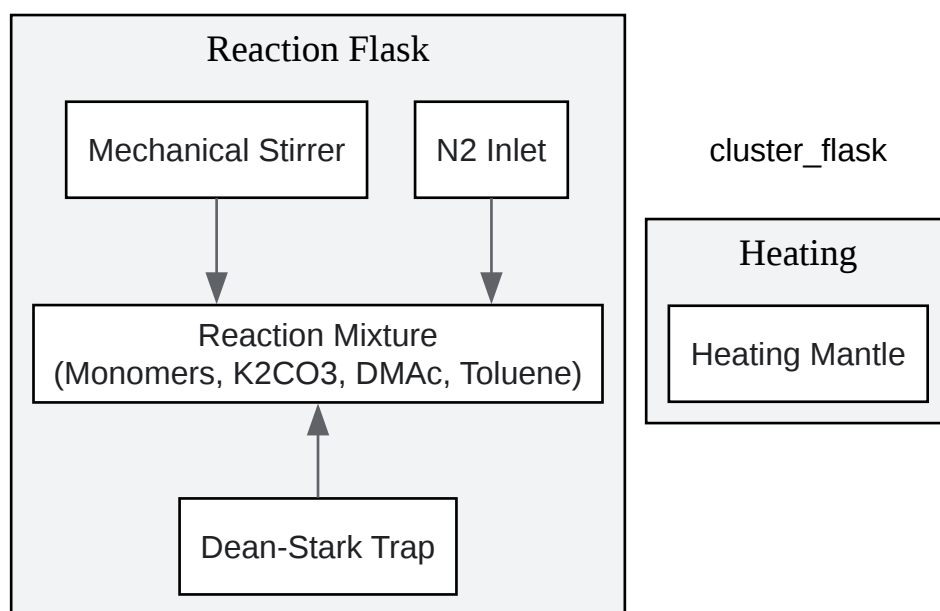 Reaction Flask
Mechanical Stirrer
N2 Inlet
cluster_flask
Heating
Reaction Mixture
(Monomers, K2CO3, DMAc, Toluene)
Heating Mantle
Dean-Stark Trap